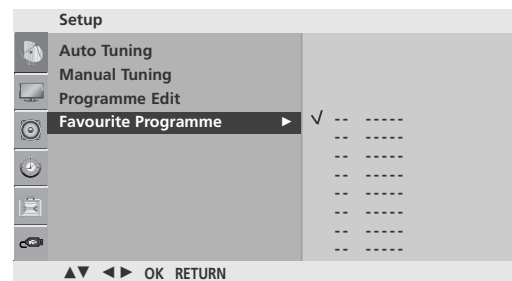 Setup
Auto Tuning
Manual Tuning
Programme Edit
Favourite Programme ►
√ -- -----
-- -----
-- -----
-- -----
-- -----
-- -----
-- -----
-- -----
▲▼ ◄► OK RETURN